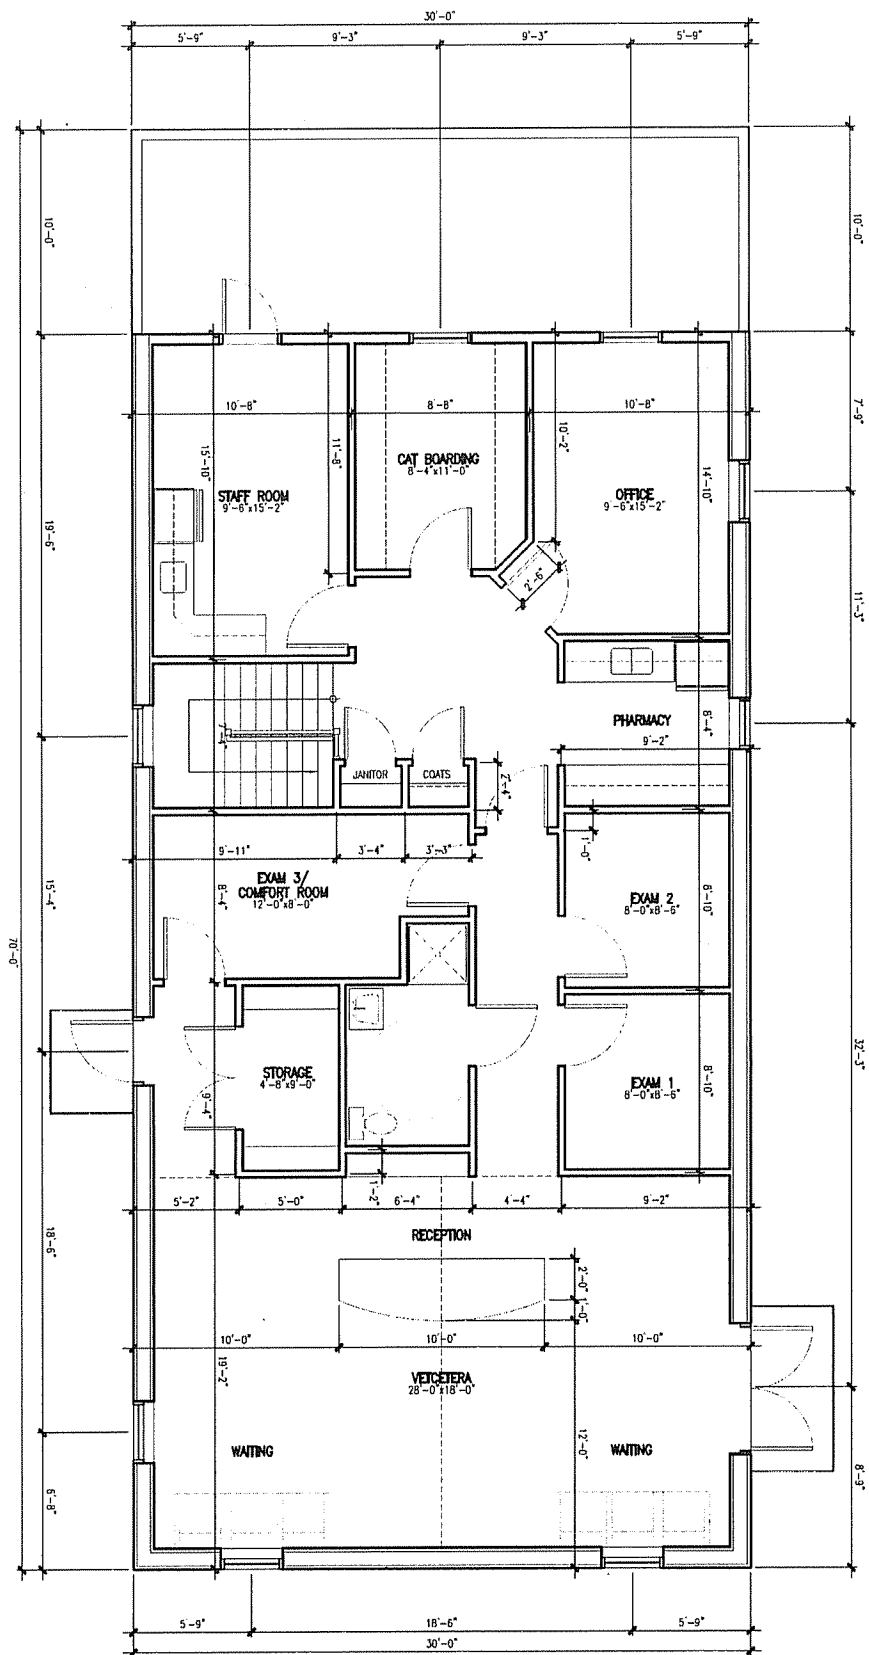 30'-0"
5'-9"
9'-3"
9'-3"
5'-9"
10'-0"
10'-0"
7'-9"
10'-8"
8'-8"
10'-8"
10'-2"
11'-8"
15'-10"
14'-10"
CAT BOARDING
8'-4"x11'-0"
STAFF ROOM
9'-6"x15'-2"
OFFICE
9'-6"x15'-2"
19'-6"
2'-6"
11'-3"
PHARMACY
8'-4"
9'-2"
7'-4"
JANITOR
COATS
2'-4"
1'-0"
9'-11"
3'-4"
3'-3"
EXAM 3/
COMFORT ROOM
12'-0"x8'-0"
8'-4"
15'-4"
EXAM 2
8'-0"x8'-6"
8'-10"
70'-0"
32'-3"
STORAGE
4'-8"x9'-0"
9'-4"
EXAM 1
8'-0"x8'-6"
8'-10"
1'-2"
5'-2"
5'-0"
6'-4"
4'-4"
9'-2"
RECEPTION
18'-6"
2'-0"
1'-0"
10'-0"
10'-0"
10'-0"
19'-2"
VETCETERA
28'-0"x18'-0"
12'-0"
WAITING
WAITING
6'-8"
8'-9"
5'-9"
18'-6"
5'-9"
30'-0"